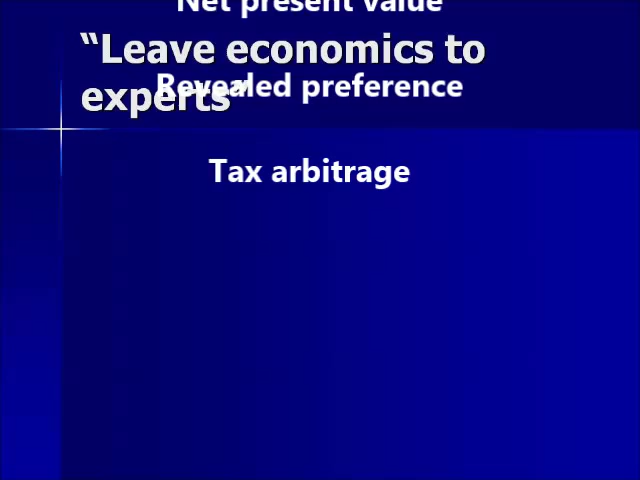 Net present value
“Leave economics to
experts”
Revealed preference
Tax arbitrage